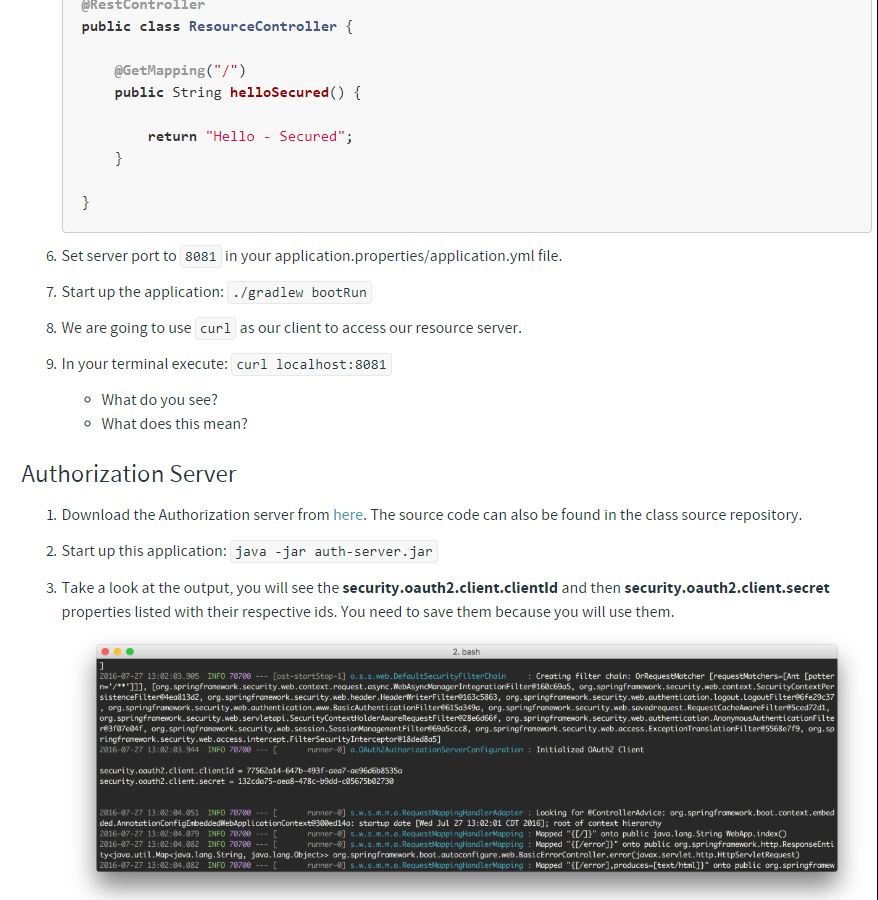 @RestController
public class ResourceController {
@GetMapping("/")
public String helloSecured() {
return "Hello - Secured";
}
}
6. Set server port to 8081 in your application.properties/application.yml file.
7. Start up the application: ./gradlew bootRun
8. We are going to use curl as our client to access our resource server.
9. In your terminal execute: curl localhost:8081
What do you see?
What does this mean?
Authorization Server
1. Download the Authorization server from here. The source code can also be found in the class source repository.
2. Start up this application: java -jar auth-server.jar
3. Take a look at the output, you will see the security.oauth2.client.clientId and then security.oauth2.client.secret
properties listed with their respective ids. You need to save them because you will use them.
2. bash
]
2016-07-27 13:02:03.905 INFO 70700 --- [ost-startStop-1] o.s.s.web.DefaultSecurityFilterChain : Creating filter chain: OrRequestMatcher [requestMatchers=[Ant [patter
n='/**']]], [org.springframework.security.web.context.request.async.WebAsyncManagerIntegrationFilter@160c69a5, org.springframework.security.web.context.SecurityContextPer
sistenceFilter@4ea813d2, org.springframework.security.web.header.HeaderWriterFilter@163c5863, org.springframework.security.web.authentication.logout.LogoutFilter@6fe29c37
, org.springframework.security.web.authentication.www.BasicAuthenticationFilter@615a349a, org.springframework.security.web.savedrequest.RequestCacheAwareFilter@5ced72d1,
org.springframework.security.web.servletapi.SecurityContextHolderAwareRequestFilter@28e6d66f, org.springframework.security.web.authentication.AnonymousAuthenticationFilte
r@3f07e04f, org.springframework.security.web.session.SessionManagementFilter@69a5ccc8, org.springframework.security.web.access.ExceptionTranslationFilter@5568e7f9, org.sp
ringframework.security.web.access.intercept.FilterSecurityInterceptor@18ded8a5]
2016-07-27 13:02:03.944 INFO 70700 --- [ runner-0] a.OAuth2AuthorizationServerConfiguration : Initialized OAuth2 Client
security.oauth2.client.clientId = 77562a14-647b-493f-aea7-ae96d6b8535a
security.oauth2.client.secret = 132cda75-aea8-478c-b9dd-c05675b02730
2016-07-27 13:02:04.051 INFO 70700 --- [ runner-0] s.w.s.m.m.a.RequestMappingHandlerAdapter : Looking for @ControllerAdvice: org.springframework.boot.context.embed
ded.AnnotationConfigEmbeddedWebApplicationContext@300ed14a: startup date [Wed Jul 27 13:02:01 CDT 2016]; root of context hierarchy
2016-07-27 13:02:04.079 INFO 70700 --- [ runner-0] s.w.s.m.m.a.RequestMappingHandlerMapping : Mapped "{[/]}" onto public java.lang.String WebApp.index()
2016-07-27 13:02:04.082 INFO 70700 --- [ runner-0] s.w.s.m.m.a.RequestMappingHandlerMapping : Mapped "{[/error]}" onto public org.springframework.http.ResponseEnti
ty<java.util.Map<java.lang.String, java.lang.Object>> org.springframework.boot.autoconfigure.web.BasicErrorController.error(javax.servlet.http.HttpServletRequest)
2016-07-27 13:02:04.082 INFO 70700 --- [ runner-0] s.w.s.m.m.a.RequestMappingHandlerMapping : Mapped "{[/error],produces=[text/html]}" onto public org.springframew